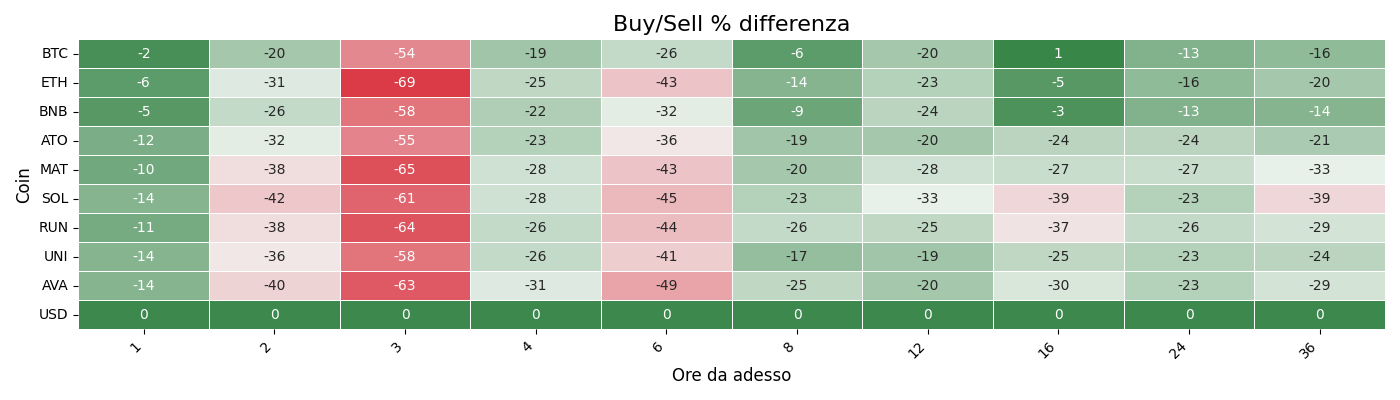 Buy/Sell % differenza
Coin
BTC -2 -20 -54 -19 -26 -6 -20 1 -13 -16
ETH -6 -31 -69 -25 -43 -14 -23 -5 -16 -20
BNB -5 -26 -58 -22 -32 -9 -24 -3 -13 -14
ATO -12 -32 -55 -23 -36 -19 -20 -24 -24 -21
MAT -10 -38 -65 -28 -43 -20 -28 -27 -27 -33
SOL -14 -42 -61 -28 -45 -23 -33 -39 -23 -39
RUN -11 -38 -64 -26 -44 -26 -25 -37 -26 -29
UNI -14 -36 -58 -26 -41 -17 -19 -25 -23 -24
AVA -14 -40 -63 -31 -49 -25 -20 -30 -23 -29
USD 0 0 0 0 0 0 0 0 0 0
1 2 3 4 6 8 12 16 24 36
Ore da adesso